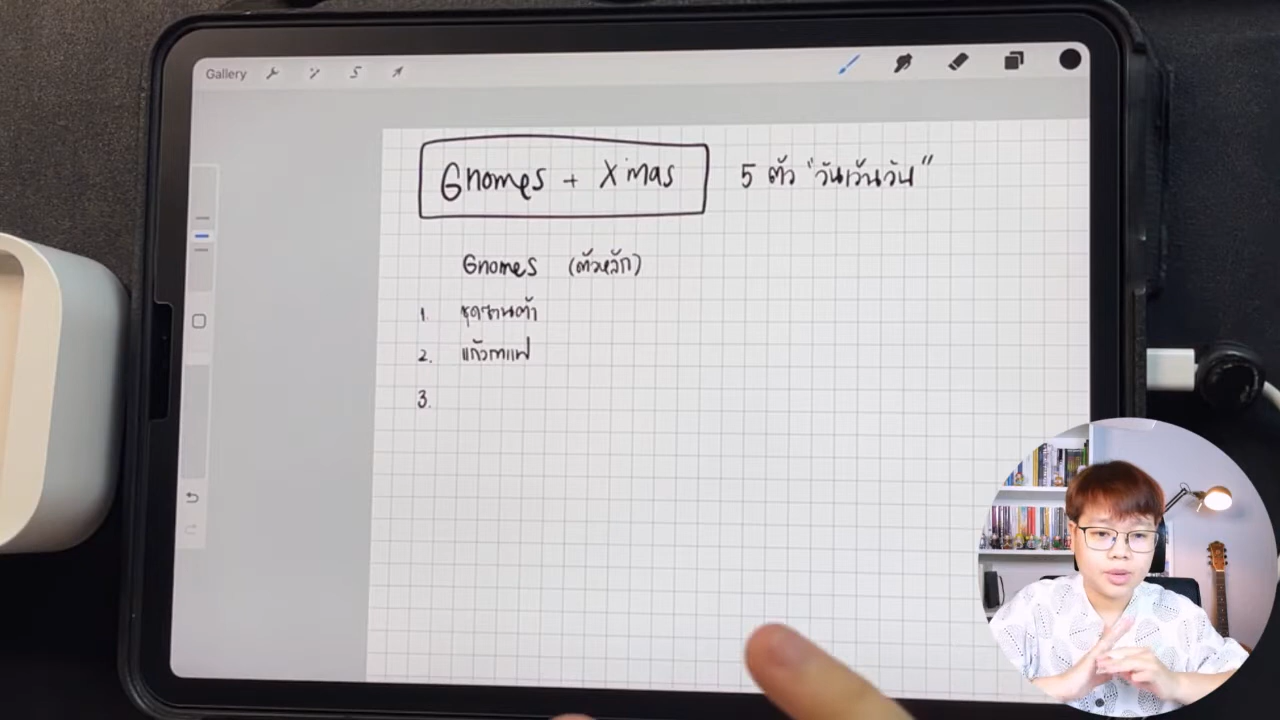 Gallery
Gnomes + X'mas 5 ตัว "วันเว้นวัน"
Gnomes (ตัวหลัก)
1. ชุดซานต้า
2. แก้วกาแฟ
3.